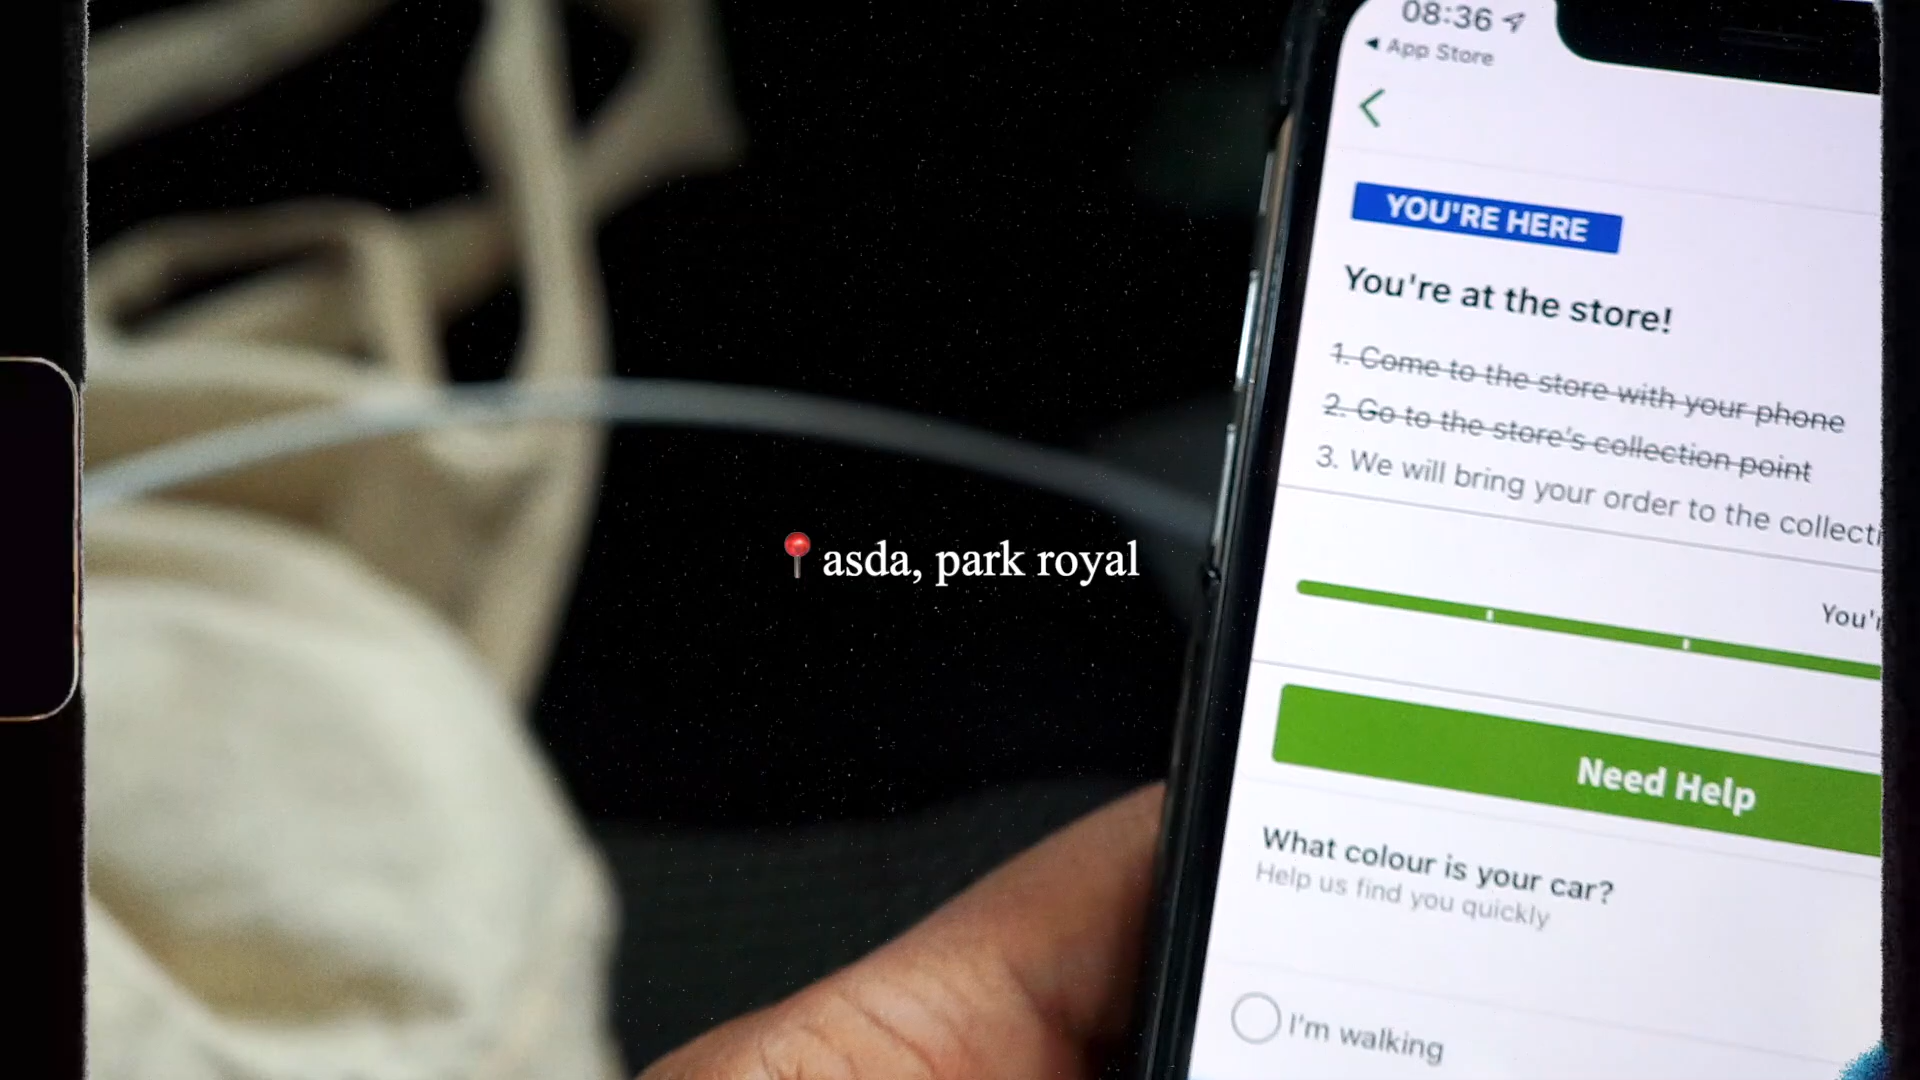 08:36
App Store
YOU'RE HERE
You're at the store!
1. Come to the store with your phone
2. Go to the store's collection point
3. We will bring your order to the
You'r
📍asda, park royal
Need Help
What colour is your car?
Help us find you quickly
I'm walking